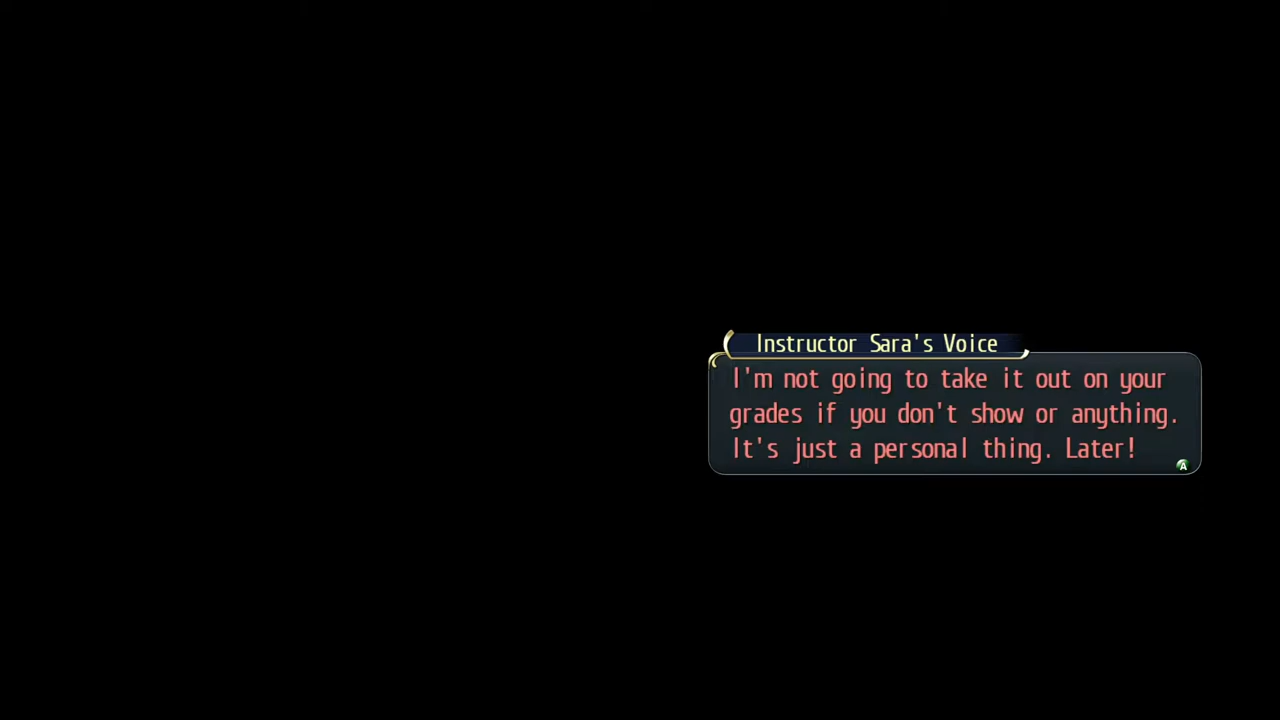 Instructor Sara's Voice
I'm not going to take it out on your
grades if you don't show or anything.
It's just a personal thing. Later!
A